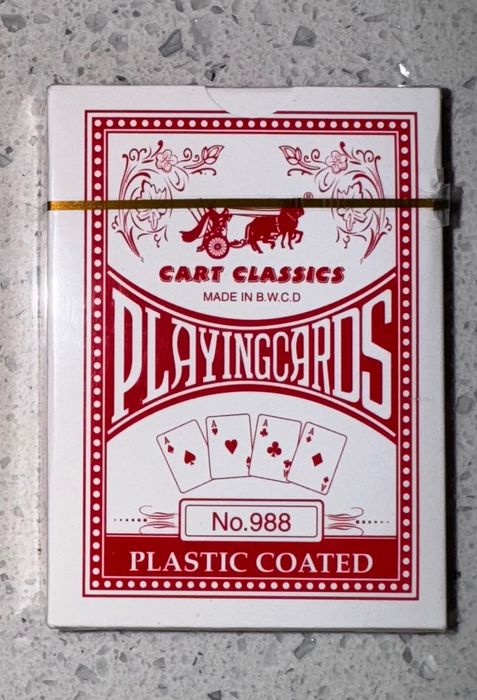 ®
CART CLASSICS
MADE IN B.W.C.D
PLAYINGCARDS
A
A
A
A
A
A
No.988
PLASTIC COATED